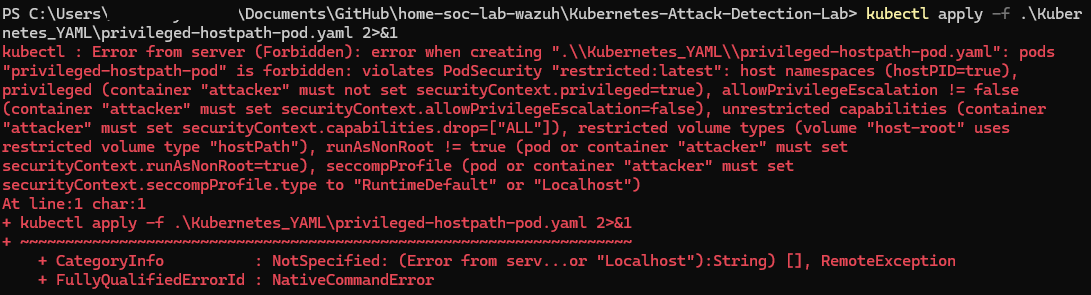 PS C:\Users\ \Documents\GitHub\home-soc-lab-wazuh\Kubernetes-Attack-Detection-Lab> kubectl apply -f .\Kuber
netes_YAML\privileged-hostpath-pod.yaml 2>&1
kubectl : Error from server (Forbidden): error when creating ".\\Kubernetes_YAML\\privileged-hostpath-pod.yaml": pods
"privileged-hostpath-pod" is forbidden: violates PodSecurity "restricted:latest": host namespaces (hostPID=true),
privileged (container "attacker" must not set securityContext.privileged=true), allowPrivilegeEscalation != false
(container "attacker" must set securityContext.allowPrivilegeEscalation=false), unrestricted capabilities (container
"attacker" must set securityContext.capabilities.drop=["ALL"]), restricted volume types (volume "host-root" uses
restricted volume type "hostPath"), runAsNonRoot != true (pod or container "attacker" must set
securityContext.runAsNonRoot=true), seccompProfile (pod or container "attacker" must set
securityContext.seccompProfile.type to "RuntimeDefault" or "Localhost")
At line:1 char:1
+ kubectl apply -f .\Kubernetes_YAML\privileged-hostpath-pod.yaml 2>&1
+ ~~~~~~~~~~~~~~~~~~~~~~~~~~~~~~~~~~~~~~~~~~~~~~~~~~~~~~~~~~~~~~~~~~
    + CategoryInfo          : NotSpecified: (Error from serv...or "Localhost"):String) [], RemoteException
    + FullyQualifiedErrorId : NativeCommandError